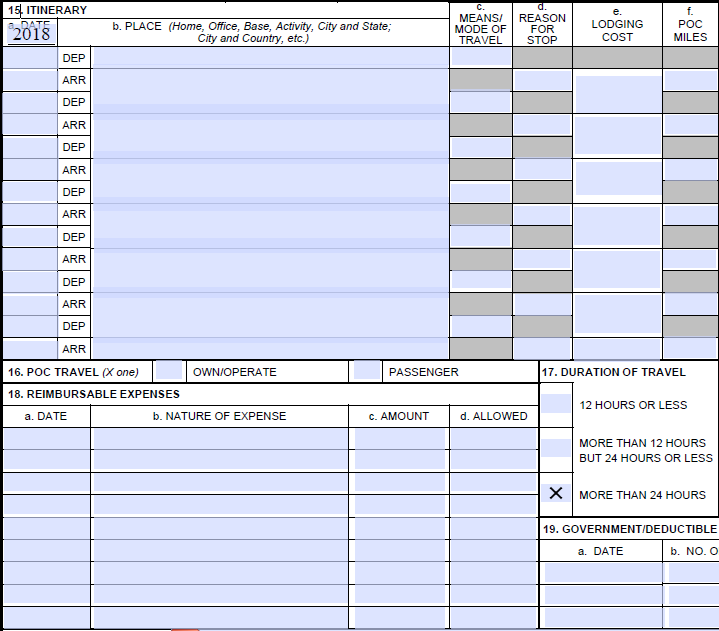 15. ITINERARY
a. DATE
2018
b. PLACE (Home, Office, Base, Activity, City and State;
City and Country, etc.)
c.
MEANS/
MODE OF
TRAVEL
d.
REASON
FOR
STOP
e.
LODGING
COST
f.
POC
MILES
DEP
ARR
DEP
ARR
DEP
ARR
DEP
ARR
DEP
ARR
DEP
ARR
DEP
ARR
16. POC TRAVEL (X one)
OWN/OPERATE
PASSENGER
17. DURATION OF TRAVEL
12 HOURS OR LESS
MORE THAN 12 HOURS
BUT 24 HOURS OR LESS
X MORE THAN 24 HOURS
18. REIMBURSABLE EXPENSES
a. DATE
b. NATURE OF EXPENSE
c. AMOUNT
d. ALLOWED
19. GOVERNMENT/DEDUCTIBLE
a. DATE
b. NO. O